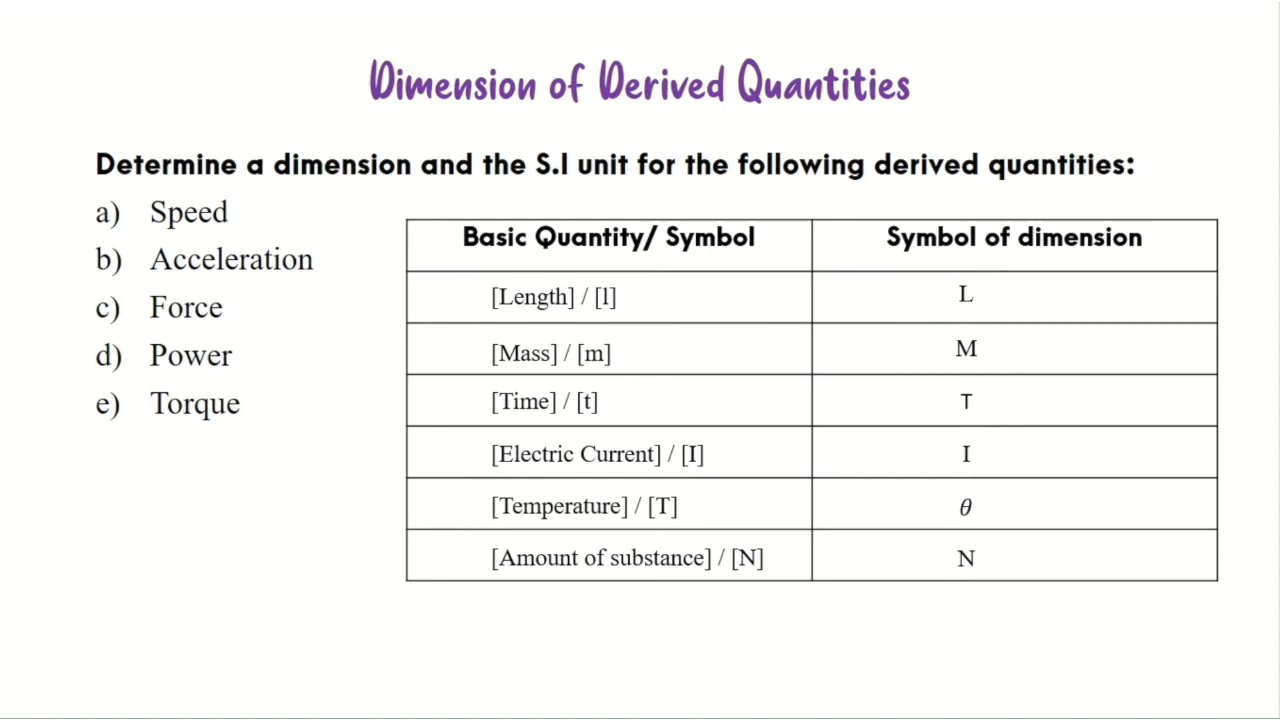 Dimension of Derived Quantities
Determine a dimension and the S.I unit for the following derived quantities:
a) Speed
b) Acceleration
c) Force
d) Power
e) Torque
Basic Quantity/ Symbol Symbol of dimension
[Length] / [l] L
[Mass] / [m] M
[Time] / [t] T
[Electric Current] / [I] I
[Temperature] / [T] θ
[Amount of substance] / [N] N